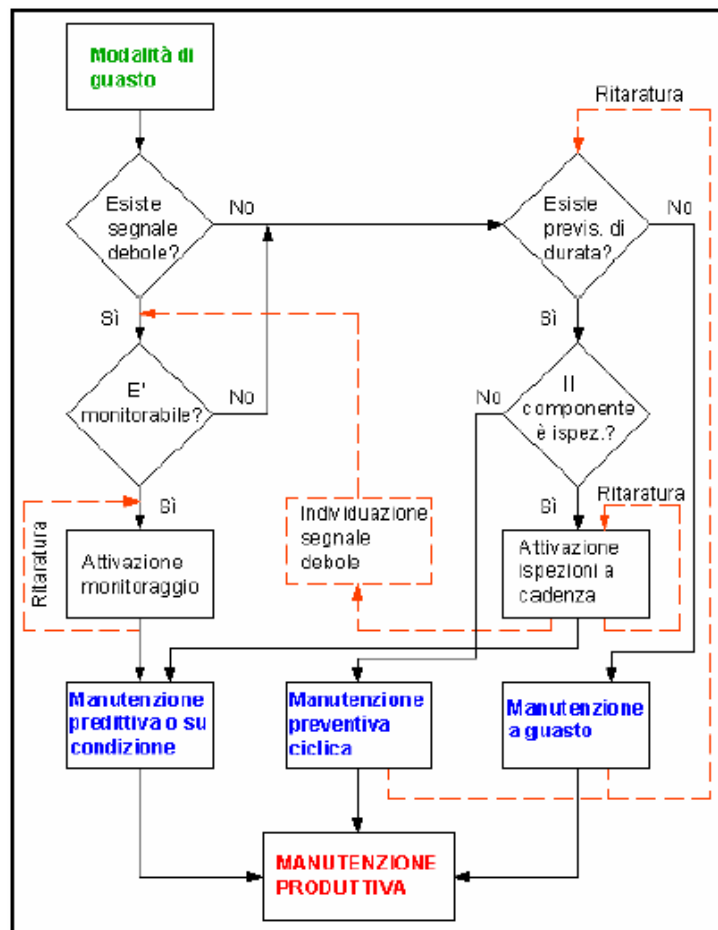 Modalità di
guasto
Ritaratura
Esiste
segnale
debole?
No
Esiste
previs. di
durata?
No
Sì
Sì
E'
monitorabile?
No
No
Il
componente
è ispez.?
Sì
Sì
Ritaratura
Ritaratura
Attivazione
monitoraggio
Individuazione
segnale
debole
Attivazione
ispezioni a
cadenza
Manutenzione
predittiva o su
condizione
Manutenzione
preventiva
ciclica
Manutenzione
a guasto
MANUTENZIONE
PRODUTTIVA